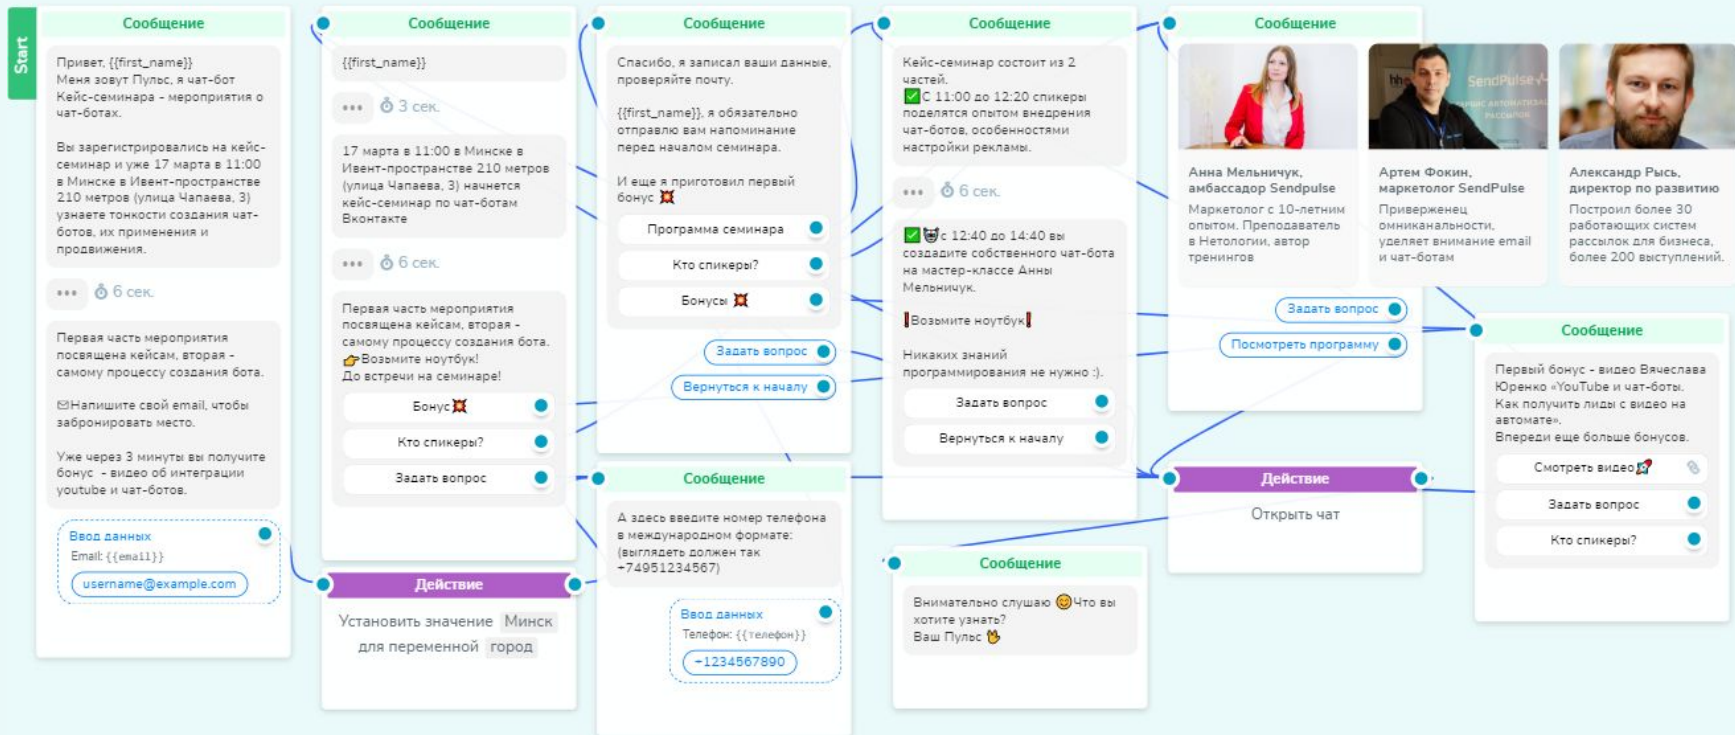 Start
Сообщение
Привет, {{first_name}}
Меня зовут Пульс, я чат-бот
Кейс-семинара - мероприятия о
чат-ботах.
Вы зарегистрировались на кейс-
семинар и уже 17 марта в 11:00
в Минске в Ивент-пространстве
210 метров (улица Чапаева, 3)
узнаете тонкости создания чат-
ботов, их применения и
продвижения.
6 сек.
Первая часть мероприятия
посвящена кейсам, вторая -
самому процессу создания бота.
✉Напишите свой email, чтобы
забронировать место.
Уже через 3 минуты вы получите
бонус - видео об интеграции
youtube и чат-ботов.
Ввод данных
Email: {{email}}
username@example.com
Сообщение
{{first_name}}
3 сек.
17 марта в 11:00 в Минске в
Ивент-пространстве 210 метров
(улица Чапаева, 3) начнется
кейс-семинар по чат-ботам
Вконтакте
6 сек.
Первая часть мероприятия
посвящена кейсам, вторая -
самому процессу создания бота.
👉Возьмите ноутбук!
До встречи на семинаре!
Бонус💥
Кто спикеры?
Задать вопрос
Действие
Установить значение Минск
для переменной город
Сообщение
Спасибо, я записал ваши данные,
проверяйте почту.
{{first_name}}, я обязательно
отправлю вам напоминание
перед началом семинара.
И еще я приготовил первый
бонус 💥
Программа семинара
Кто спикеры?
Бонусы 💥
Задать вопрос
Вернуться к началу
Сообщение
А здесь введите номер телефона
в международном формате:
(выглядеть должен так
+74951234567)
Ввод данных
Телефон: {{телефон}}
+1234567890
Сообщение
Кейс-семинар состоит из 2
частей.
✅С 11:00 до 12:20 спикеры
поделятся опытом внедрения
чат-ботов, особенностями
настройки рекламы.
6 сек.
✅😸с 12:40 до 14:40 вы
создадите собственного чат-бота
на мастер-классе Анны
Мельничук.
❗Возьмите ноутбук❗
Никаких знаний
программирования не нужно :).
Задать вопрос
Вернуться к началу
Сообщение
Внимательно слушаю 😊Что вы
хотите узнать?
Ваш Пульс 👋
Сообщение
Анна Мельничук,
амбассадор Sendpulse
Маркетолог с 10-летним
опытом. Преподаватель
в Нетологии, автор
тренингов
hh
SendPulse
РАССЫЛОК
Артем Фокин,
маркетолог SendPulse
Приверженец
омниканальности,
уделяет внимание email
и чат-ботам
Александр Рысь,
директор по развитию
Построил более 30
работающих систем
рассылок для бизнеса,
более 200 выступлений.
Задать вопрос
Посмотреть программу
Действие
Открыть чат
Сообщение
Первый бонус - видео Вячеслава
Юренко «YouTube и чат-боты.
Как получить лиды с видео на
автомате».
Впереди еще больше бонусов.
Смотреть видео🚀
Задать вопрос
Кто спикеры?